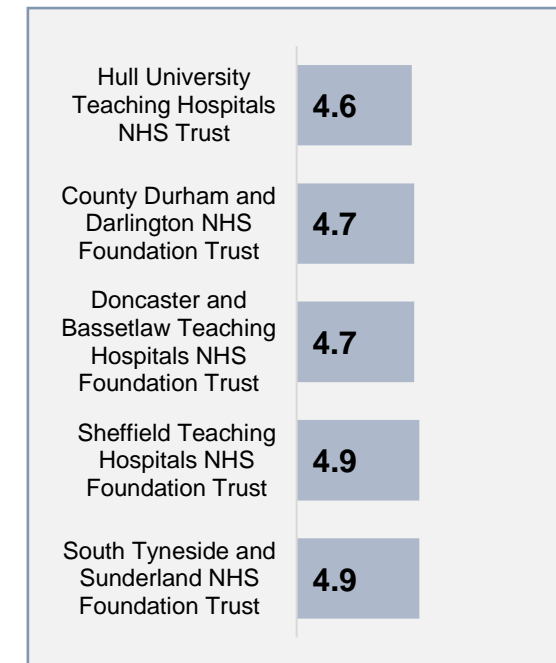 Hull University
Teaching Hospitals
NHS Trust
4.6
County Durham and
Darlington NHS
Foundation Trust
4.7
Doncaster and
Bassetlaw Teaching
Hospitals NHS
Foundation Trust
4.7
Sheffield Teaching
Hospitals NHS
Foundation Trust
4.9
South Tyneside and
Sunderland NHS
Foundation Trust
4.9